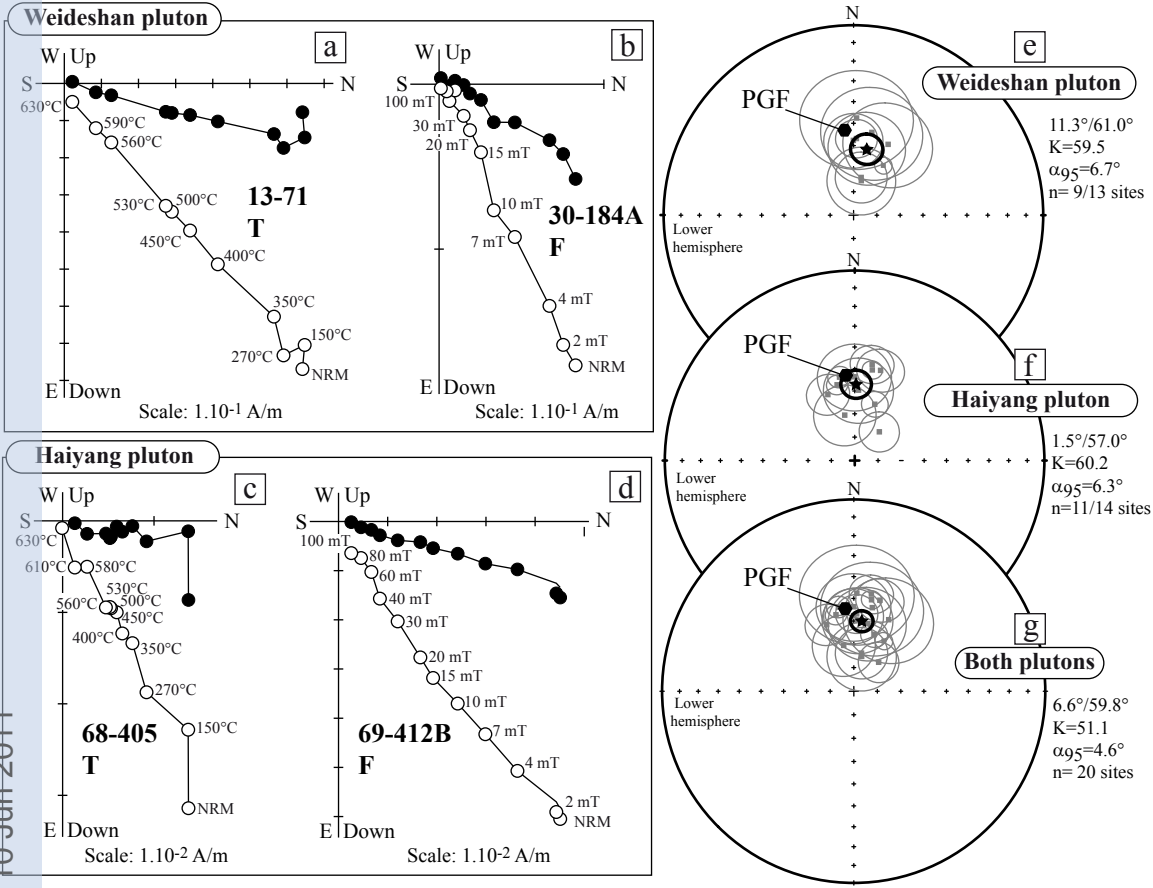 Weideshan pluton
a
W Up
S
N
630°C
590°C
560°C
530°C
500°C
450°C
400°C
350°C
270°C
150°C
NRM
13-71
T
E Down
Scale: 1.10-1 A/m
b
W Up
S
N
100 mT
30 mT
20 mT
15 mT
10 mT
7 mT
4 mT
2 mT
NRM
30-184A
F
E Down
Scale: 1.10-1 A/m
Haiyang pluton
c
W Up
S
N
630°C
610°C
580°C
530°C
560°C
500°C
450°C
400°C
350°C
270°C
150°C
NRM
68-405
T
E Down
Scale: 1.10-2 A/m
d
W Up
S
N
100 mT
80 mT
60 mT
40 mT
30 mT
20 mT
15 mT
10 mT
7 mT
4 mT
2 mT
NRM
69-412B
F
E Down
Scale: 1.10-2 A/m
N
e
Weideshan pluton
PGF
11.3°/61.0°
K=59.5
α95=6.7°
n= 9/13 sites
Lower
hemisphere
N
f
Haiyang pluton
PGF
1.5°/57.0°
K=60.2
α95=6.3°
n=11/14 sites
Lower
hemisphere
N
g
Both plutons
PGF
6.6°/59.8°
K=51.1
α95=4.6°
n= 20 sites
Lower
hemisphere
10 Jun 2011